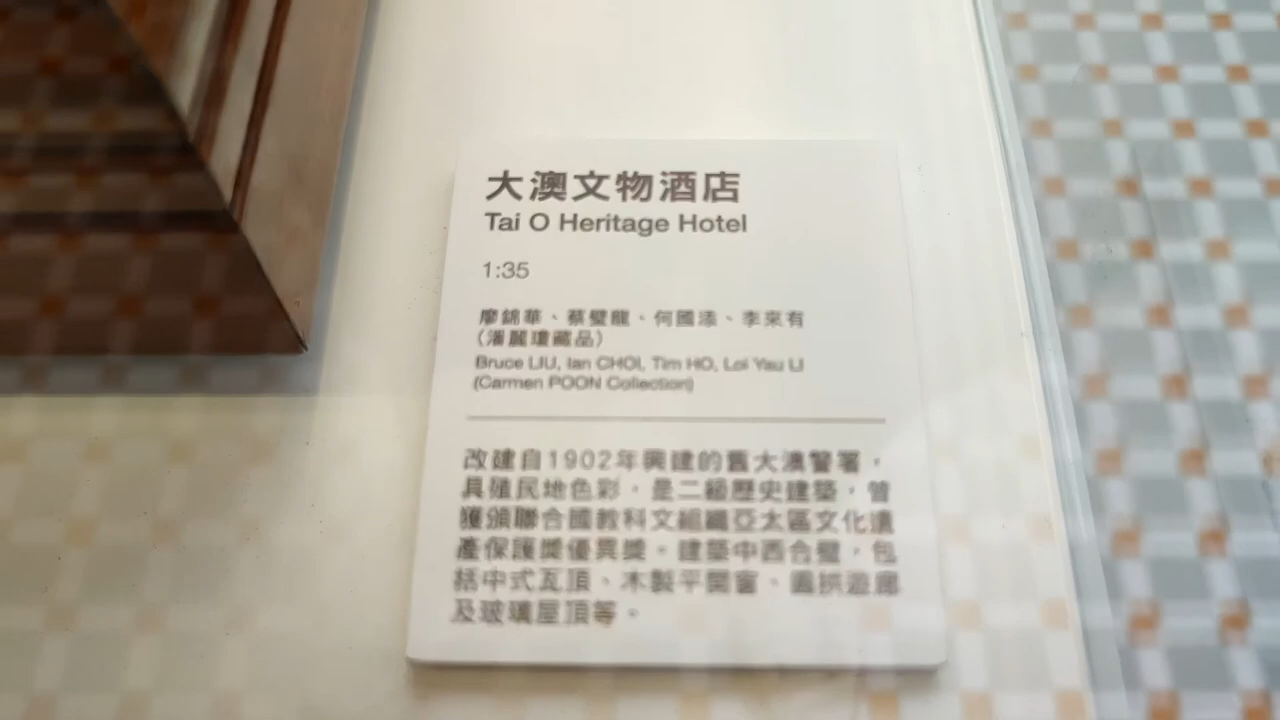 大澳文物酒店
Tai O Heritage Hotel
1:35
廖錦華、蔡璧龍、何國添、李來有
(潘麗瓊藏品)
Bruce LIU, Ian CHOI, Tim HO, Loi Yau LI
(Carmen POON Collection)
改建自1902年興建的舊大澳警署，
具殖民地色彩，是二級歷史建築，曾
獲頒聯合國教科文組織亞太區文化遺
產保護獎優異獎。建築中西合璧，包
括中式瓦頂、木製平開窗、圓拱遊廊
及玻璃屋頂等。